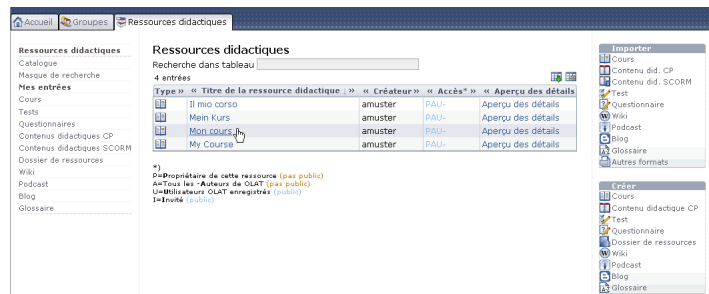 Accueil Groupes Ressources didactiques
Ressources didactiques
Catalogue
Masque de recherche
Mes entrées
Cours
Tests
Questionnaires
Contenus didactiques CP
Contenus didactiques SCORM
Dossier de ressources
Wiki
Podcast
Blog
Glossaire
Ressources didactiques
Recherche dans tableau
4 entrées
Type » « Titre de la ressource didactique ↓ » « Créateur » « Accès* » « Aperçu des détails
Il mio corso amuster PAU- Aperçu des détails
Mein Kurs amuster PAU- Aperçu des détails
Mon cours amuster PAU- Aperçu des détails
My Course amuster PAU- Aperçu des détails
*)
P=Propriétaire de cette ressource (pas public)
A=Tous les -Auteurs de OLAT (pas public)
U=Utilisateurs OLAT enregistrés (public)
I=Invité (public)
Importer
Cours
Contenu did. CP
Contenu did. SCORM
Test
Questionnaire
Wiki
Podcast
Blog
Glossaire
Autres formats
Créer
Cours
Contenu didactique CP
Test
Questionnaire
Dossier de ressources
Wiki
Podcast
Blog
Glossaire